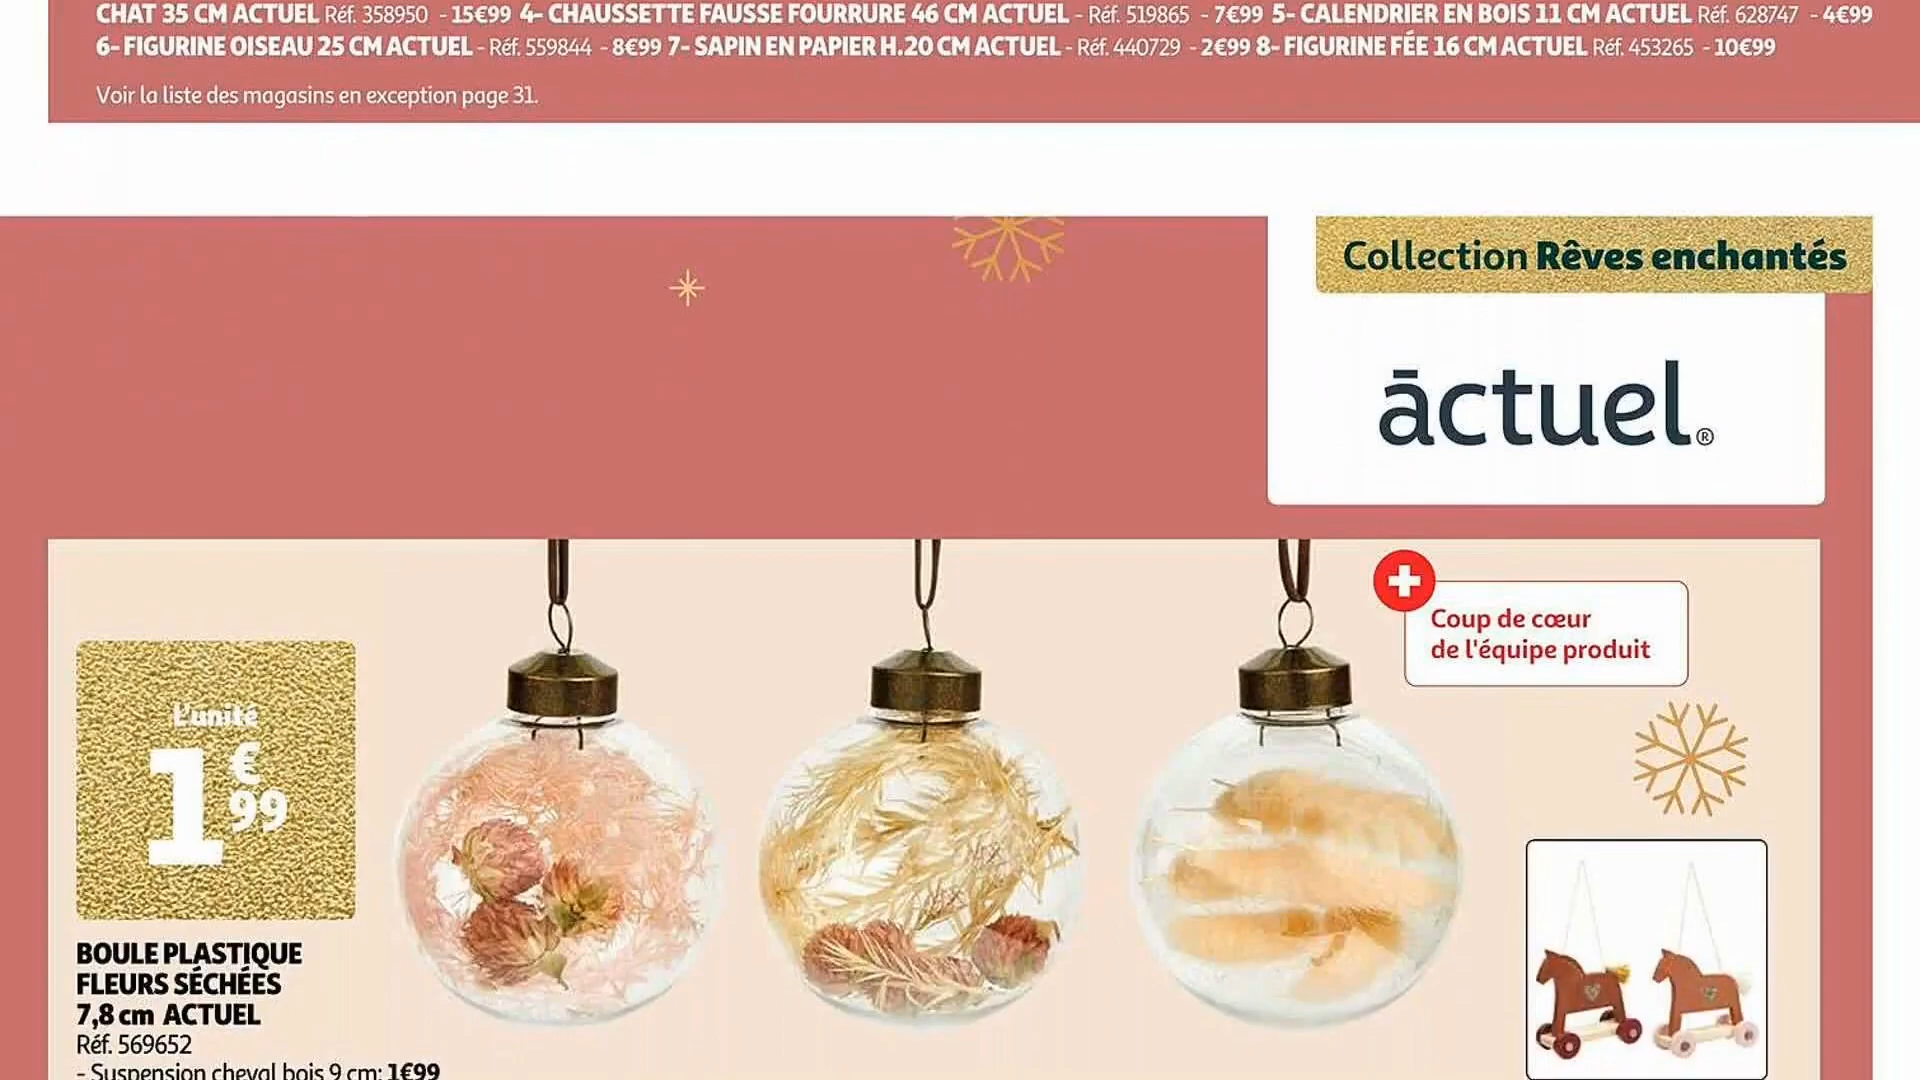 CHAT 35 CM ACTUEL Réf. 358950 - 15€99 4- CHAUSSETTE FAUSSE FOURRURE 46 CM ACTUEL - Réf. 519865 - 7€99 5- CALENDRIER EN BOIS 11 CM ACTUEL Réf. 628747 - 4€99
6- FIGURINE OISEAU 25 CM ACTUEL - Réf. 559844 - 8€99 7- SAPIN EN PAPIER H.20 CM ACTUEL - Réf. 440729 - 2€99 8- FIGURINE FÉE 16 CM ACTUEL Réf. 453265 - 10€99
Voir la liste des magasins en exception page 31.
Collection Rêves enchantés
āctuel®
Coup de cœur
de l'équipe produit
L'unité
1€99
BOULE PLASTIQUE
FLEURS SÉCHÉES
7,8 cm ACTUEL
Réf. 569652
- Suspension cheval bois 9 cm: 1€99